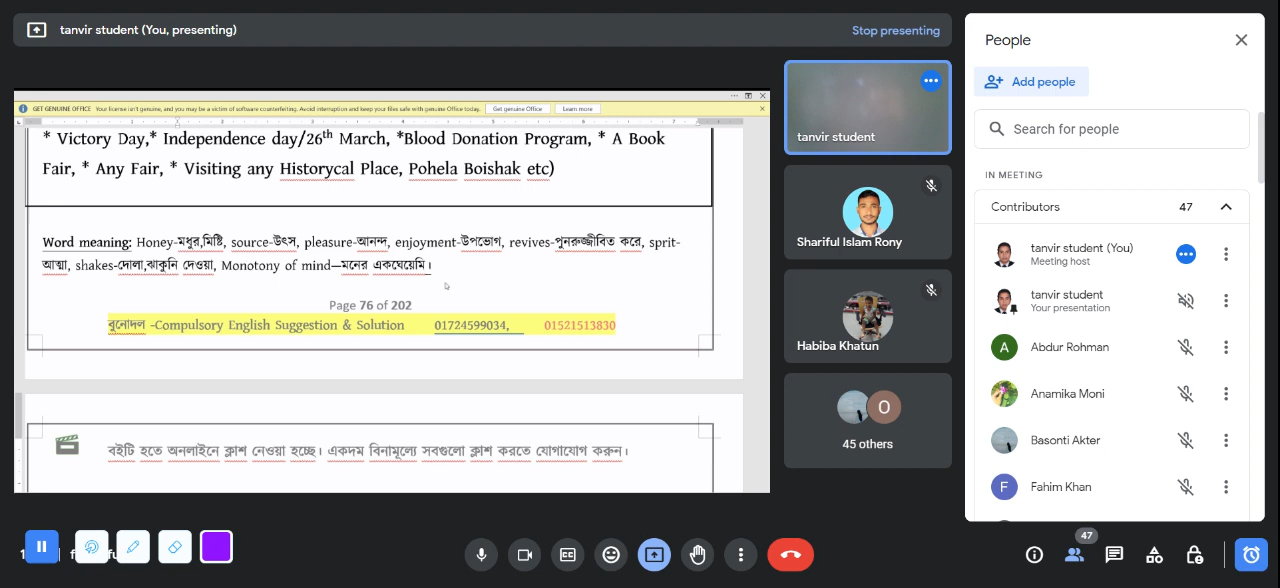 tanvir student (You, presenting)
Stop presenting
GET GENUINE OFFICE Your license isn't genuine, and you may be a victim of software counterfeiting. Avoid interruption and keep your files safe with genuine Office today. Get genuine Office Learn more
* Victory Day,* Independence day/26th March, *Blood Donation Program, * A Book
Fair, * Any Fair, * Visiting any Historycal Place, Pohela Boishak etc)
Word meaning: Honey-মধুর,মিষ্টি, source-উৎস, pleasure-আনন্দ, enjoyment-উপভোগ, revives-পুনরুজ্জীবিত করে, sprit-
আত্মা, shakes-দোলা,ঝাকুনি দেওয়া, Monotony of mind—মনের একঘেয়েমি।
Page 76 of 202
বুনোদল -Compulsory English Suggestion & Solution 01724599034, 01521513830
বইটি হতে অনলাইনে ক্লাশ নেওয়া হচ্ছে। একদম বিনামূল্যে সবগুলো ক্লাশ করতে যোগাযোগ করুন।
tanvir student
Shariful Islam Rony
Habiba Khatun
O
45 others
People
Add people
Search for people
IN MEETING
Contributors 47
tanvir student (You)
Meeting host
tanvir student
Your presentation
A Abdur Rohman
Anamika Moni
Basonti Akter
F Fahim Khan
47